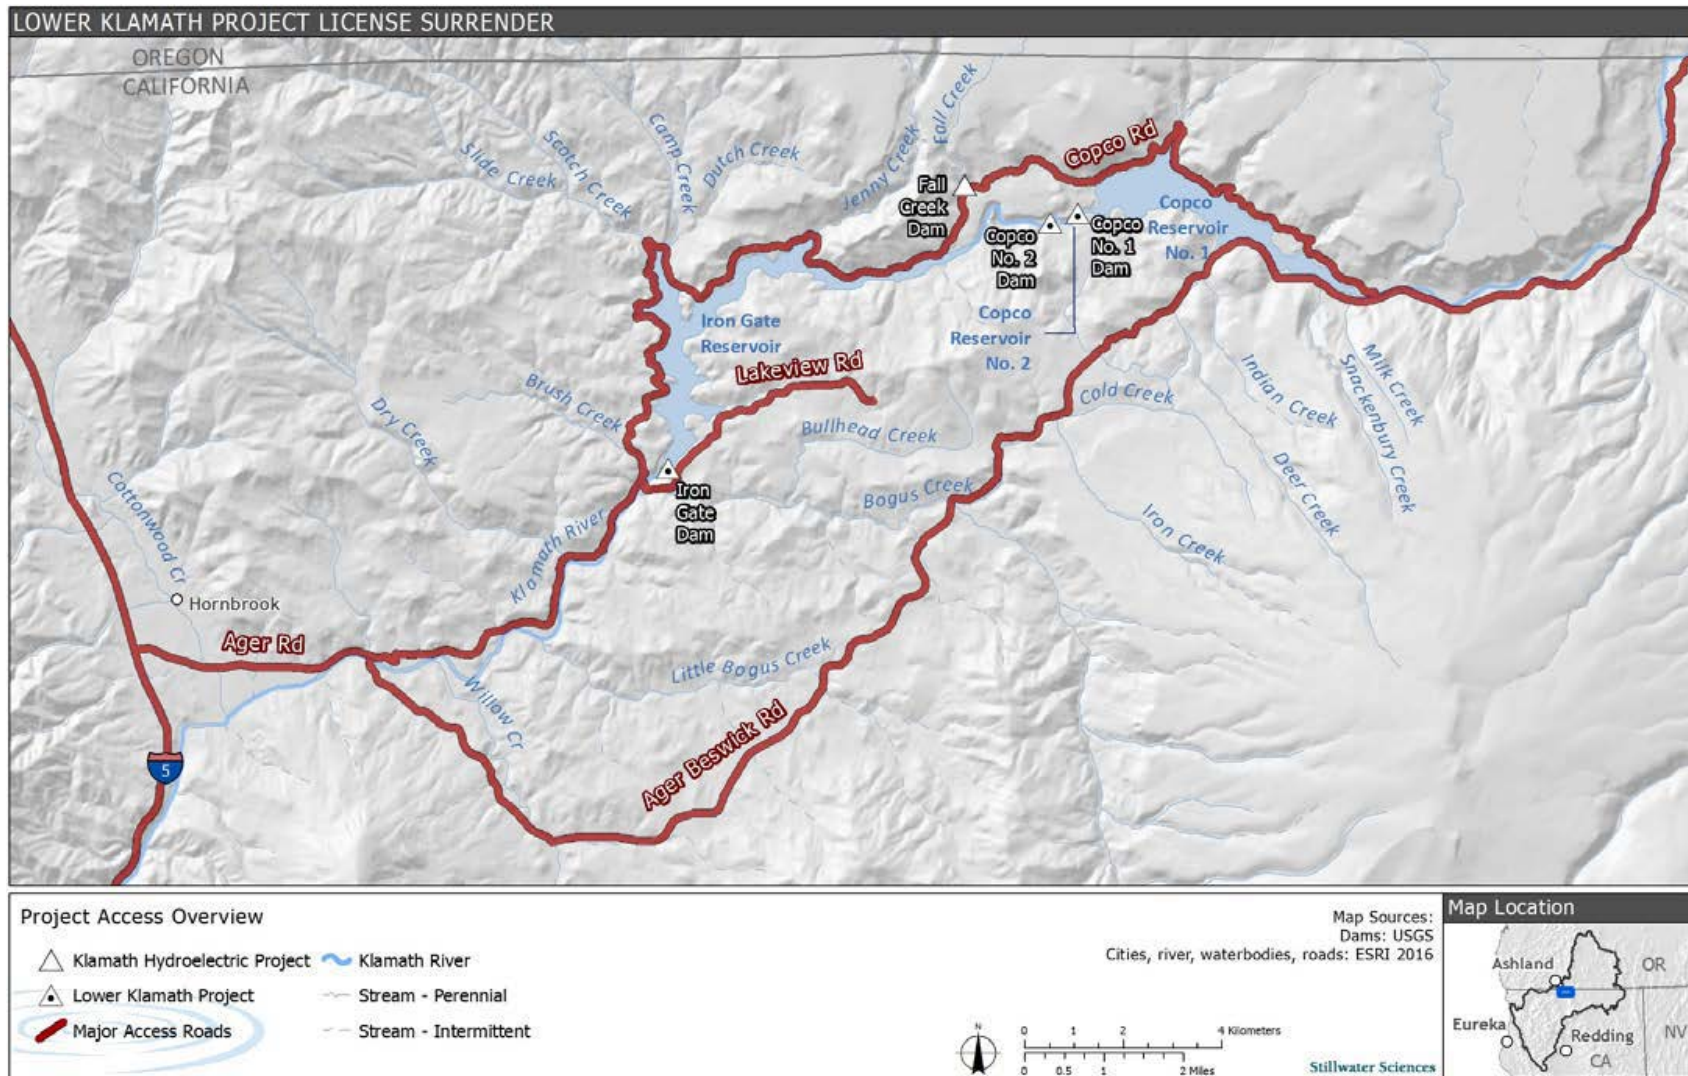 LOWER KLAMATH PROJECT LICENSE SURRENDER
OREGON
CALIFORNIA
Slide Creek
Scotch Creek
Camp Creek
Dutch Creek
Jenny Creek
Fall Creek
Copco Rd
Fall
Creek
Dam
Copco
No. 2
Dam
Copco
No. 1
Dam
Copco
Reservoir
No. 1
Copco
Reservoir
No. 2
Iron Gate
Reservoir
Lakeview Rd
Brush Creek
Dry Creek
Bullhead Creek
Cold Creek
Indian Creek
Milk Creek
Snackenbury Creek
Deer Creek
Iron Creek
Bogus Creek
Iron
Gate
Dam
Klamath River
Cottonwood Cr
Hornbrook
Ager Rd
Willow Cr
Little Bogus Creek
Ager Beswick Rd
5
Project Access Overview
Klamath Hydroelectric Project
Lower Klamath Project
Major Access Roads
Klamath River
Stream - Perennial
Stream - Intermittent
Map Sources:
Dams: USGS
Cities, river, waterbodies, roads: ESRI 2016
N
0 1 2 4 Kilometers
0 0.5 1 2 Miles
Stillwater Sciences
Map Location
Ashland
OR
Eureka
Redding
CA
NV